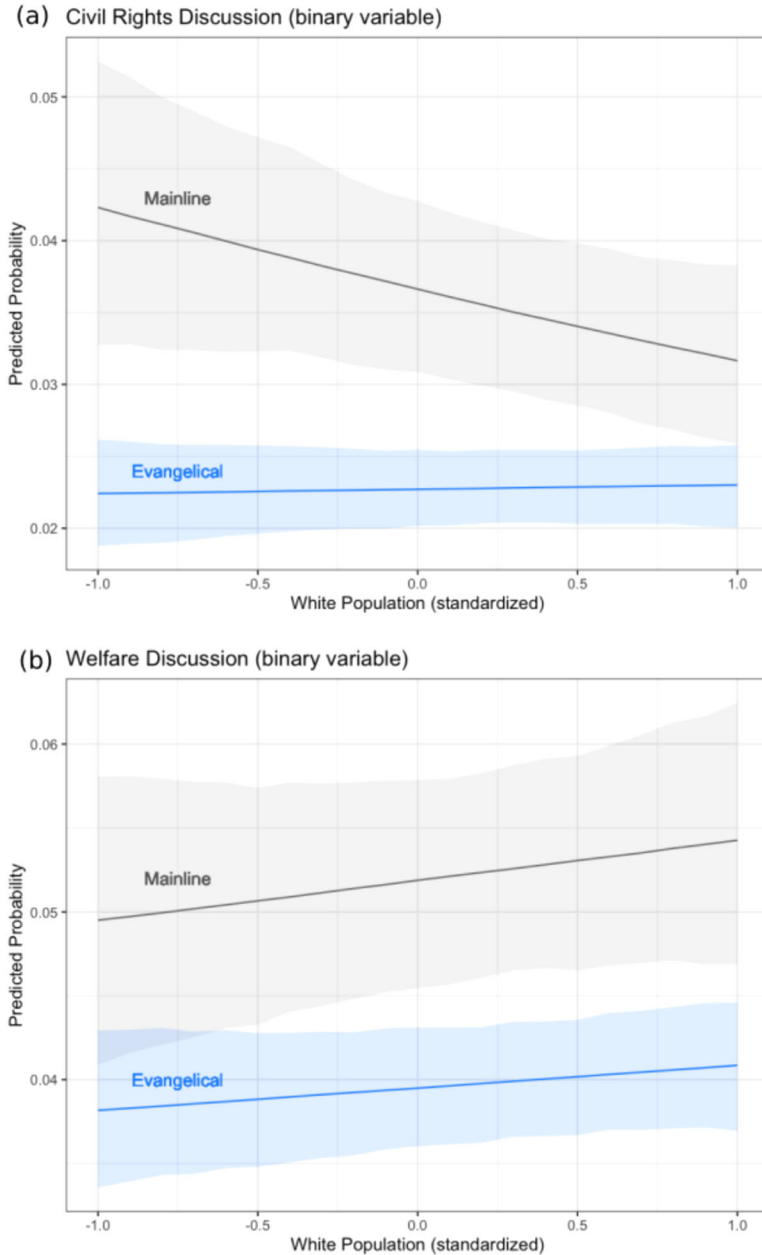 (a) Civil Rights Discussion (binary variable)
0.05
Mainline
0.04
Predicted Probability
0.03
Evangelical
0.02
-1.0 -0.5 0.0 0.5 1.0
White Population (standardized)
(b) Welfare Discussion (binary variable)
0.06
Mainline
0.05
Predicted Probability
Evangelical
0.04
-1.0 -0.5 0.0 0.5 1.0
White Population (standardized)